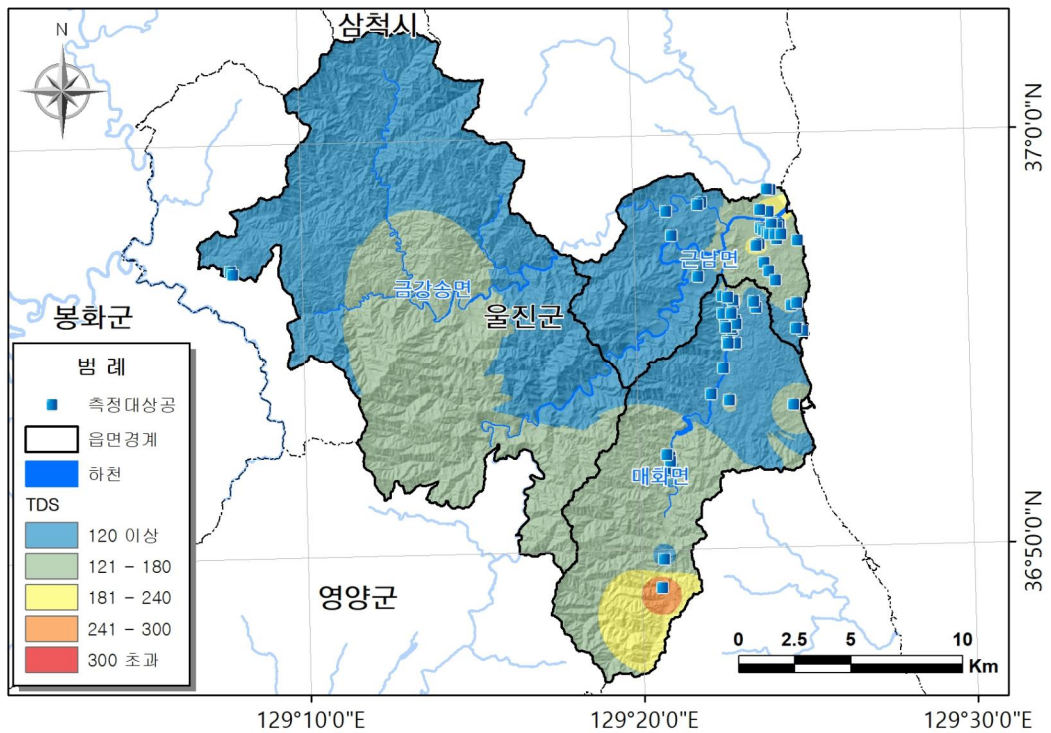 삼척시
N
37°0'0"N
근남면
금강송면
울진군
봉화군
범 례
측정대상공
읍면경계
하천
TDS
120 이상
121 - 180
181 - 240
241 - 300
300 초과
매화면
36°50'0"N
영양군
0 2.5 5 10
Km
129°10'0"E 129°20'0"E 129°30'0"E